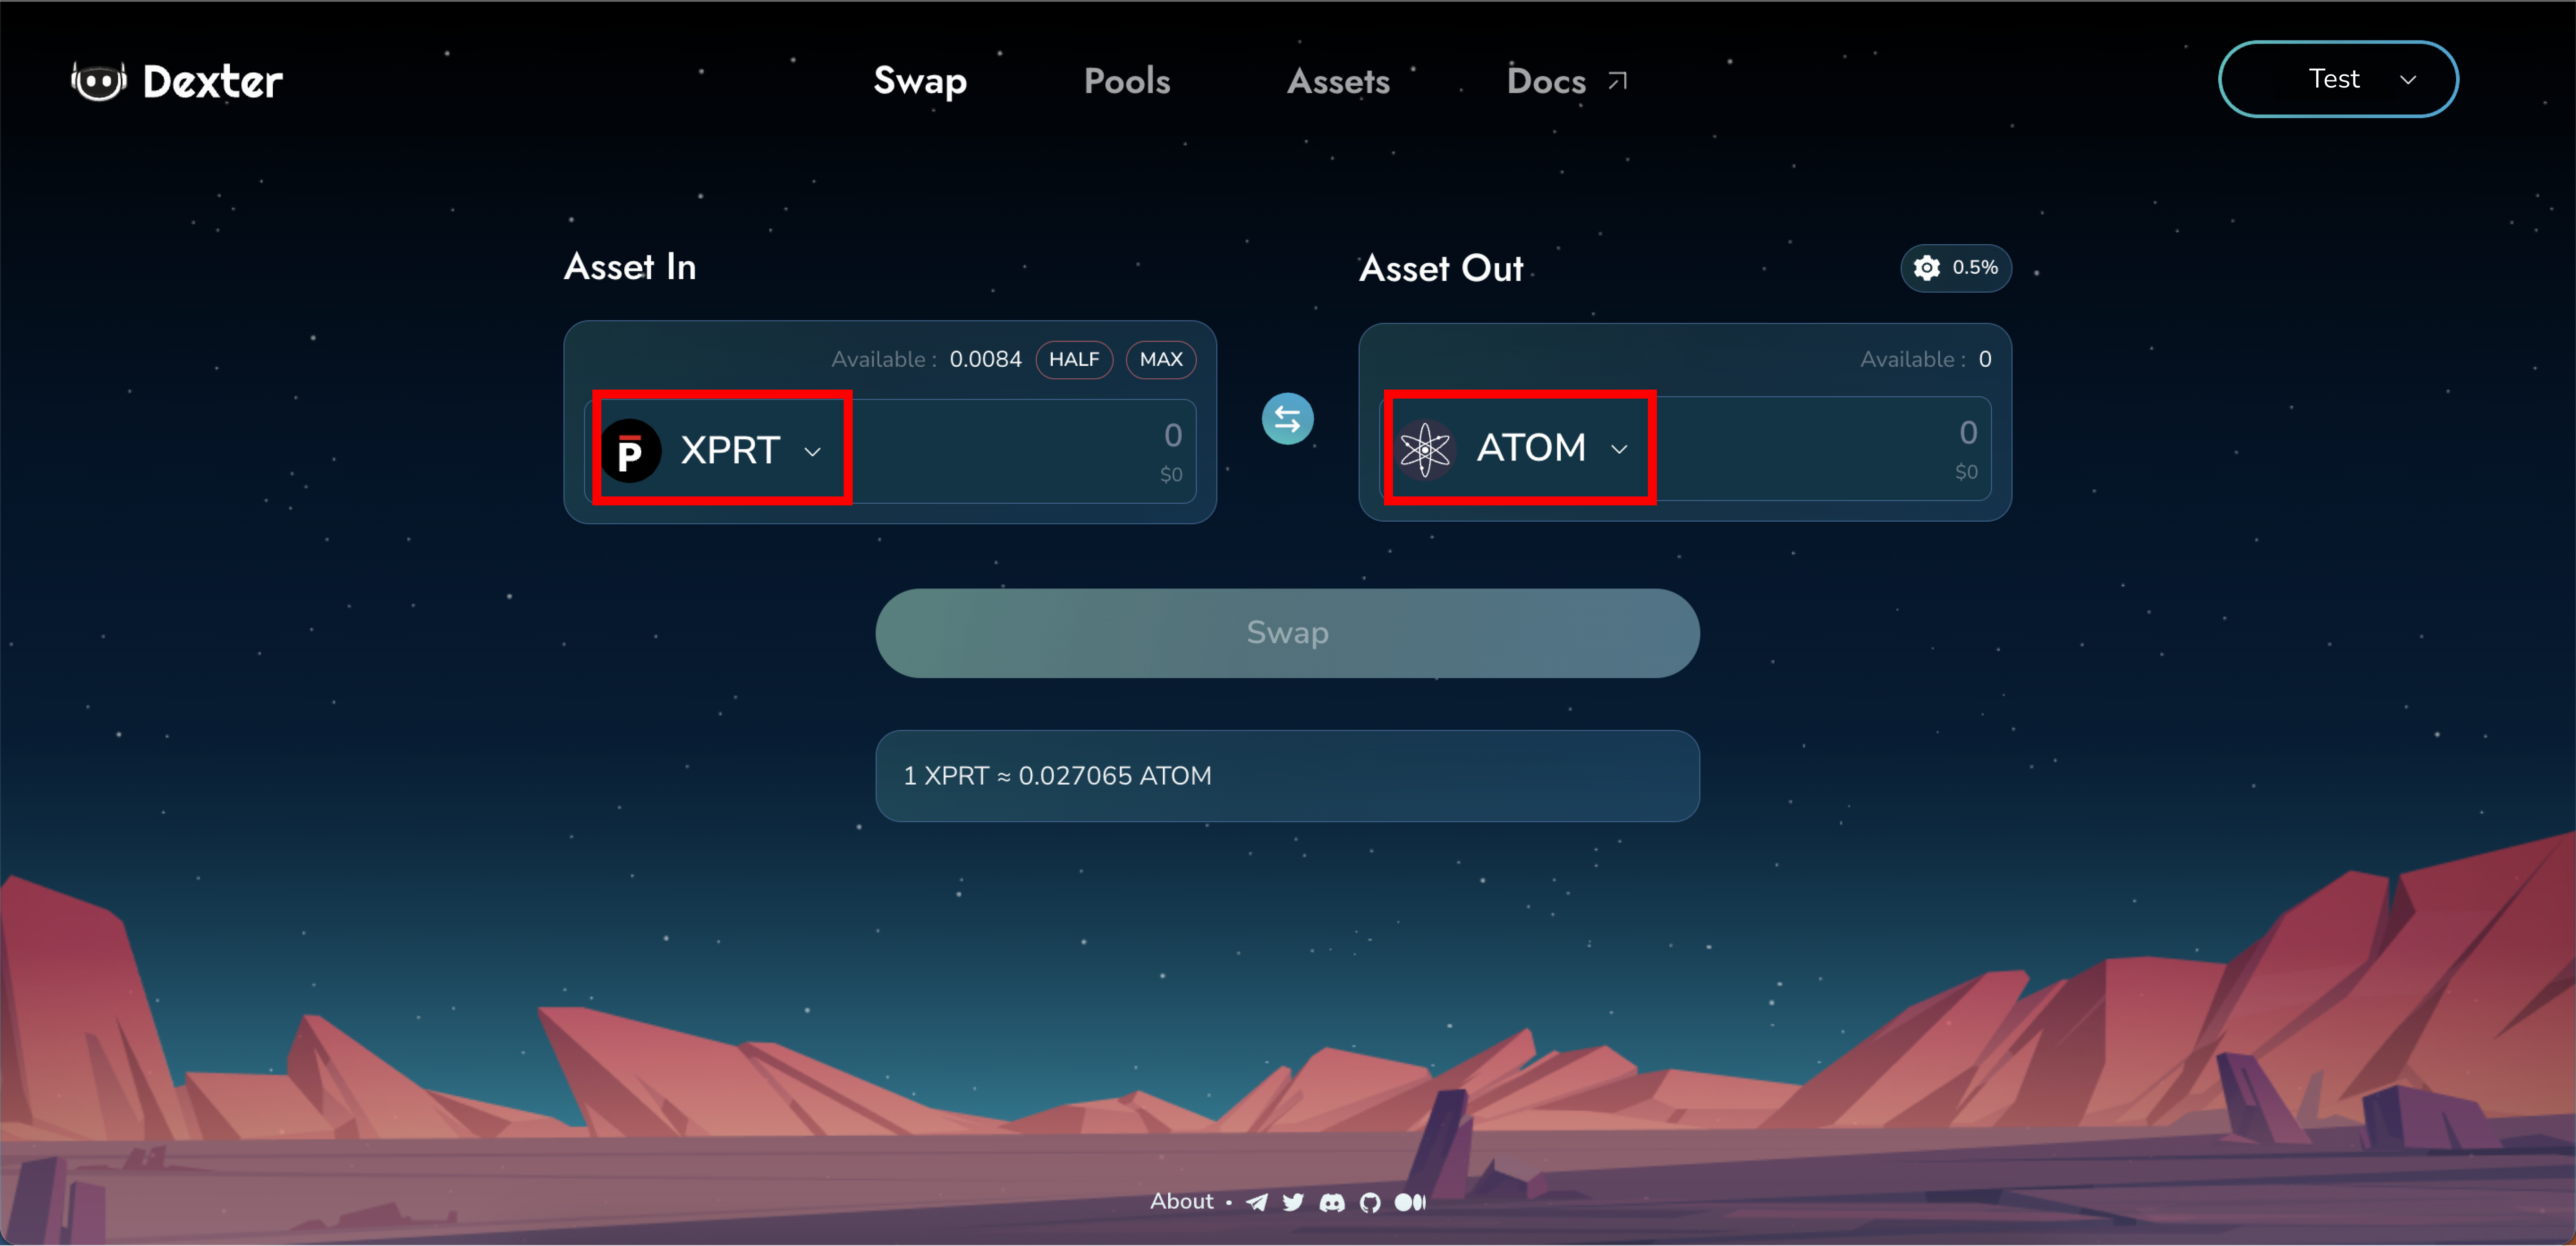 Dexter
Swap
Pools
Assets
Docs
Test
Asset In
Asset Out
0.5%
Available : 0.0084 HALF MAX
XPRT
0
$0
Available : 0
ATOM
0
$0
Swap
1 XPRT ≈ 0.027065 ATOM
About •